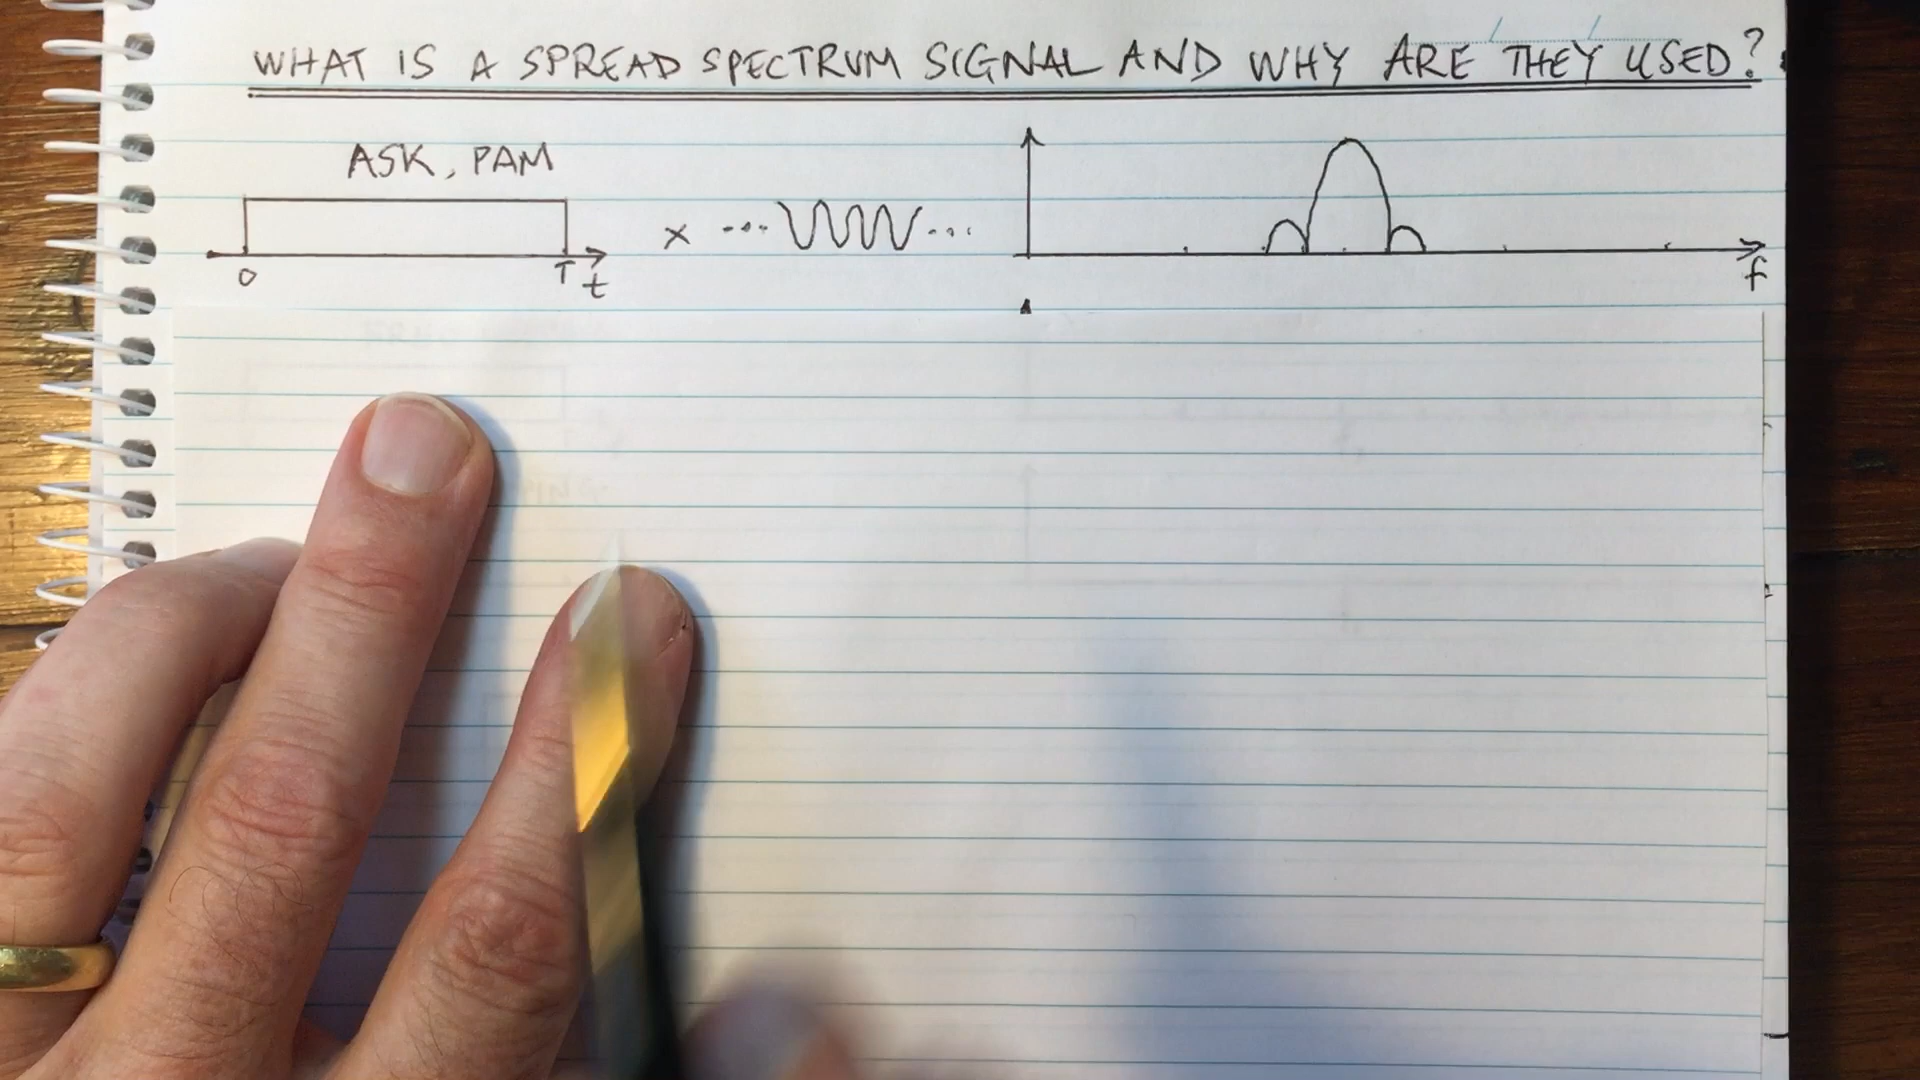 WHAT IS A SPREAD SPECTRUM SIGNAL AND WHY ARE THEY USED?
ASK, PAM
x ... ...
0 T t f